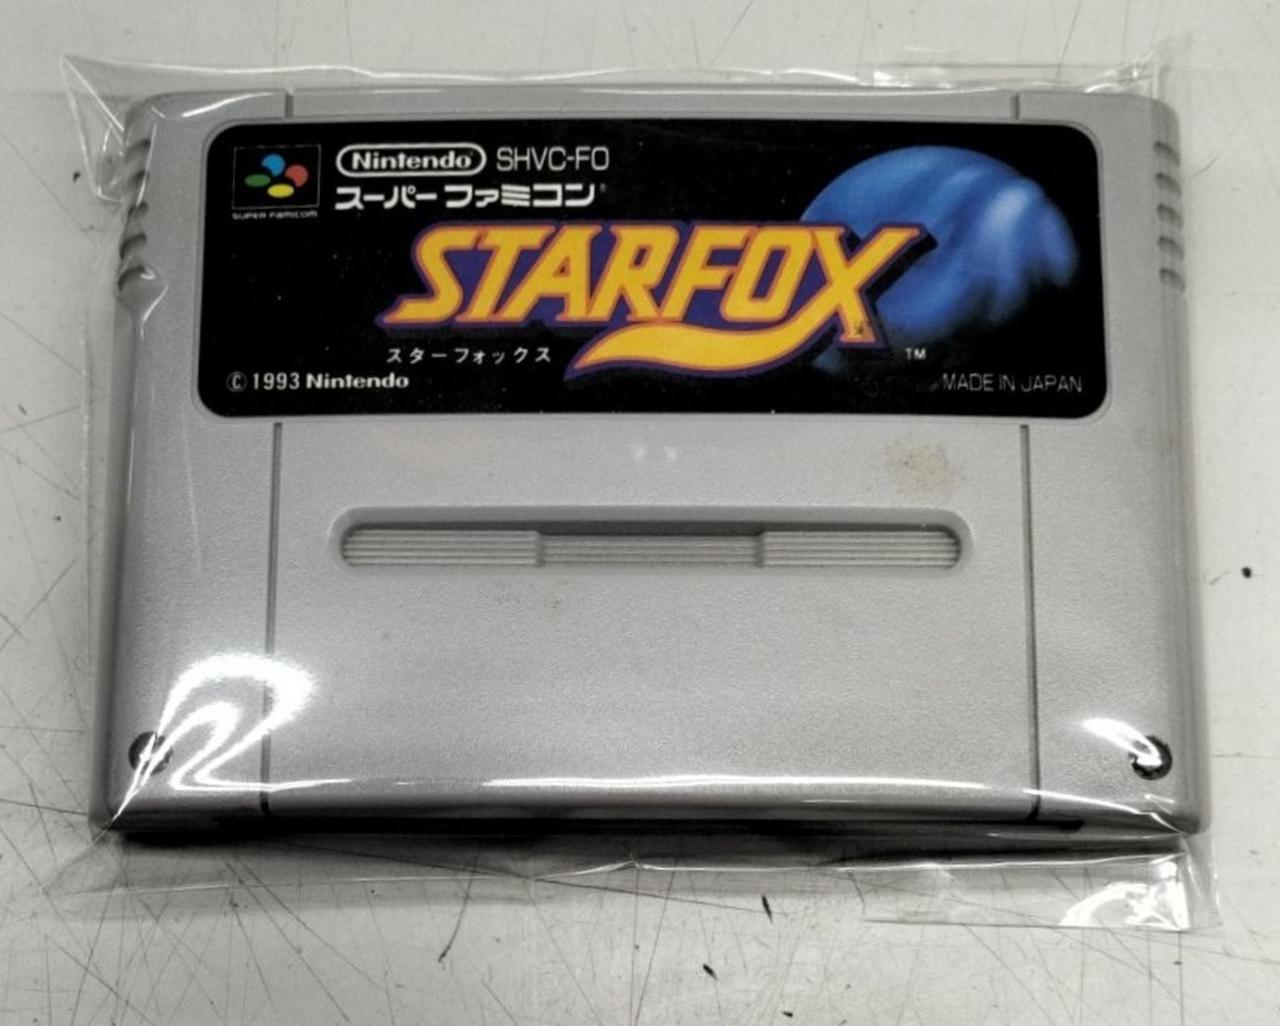 Nintendo SHVC-FO
スーパーファミコン
SUPER FAMICOM
STARFOX
スターフォックス
TM
© 1993 Nintendo
MADE IN JAPAN